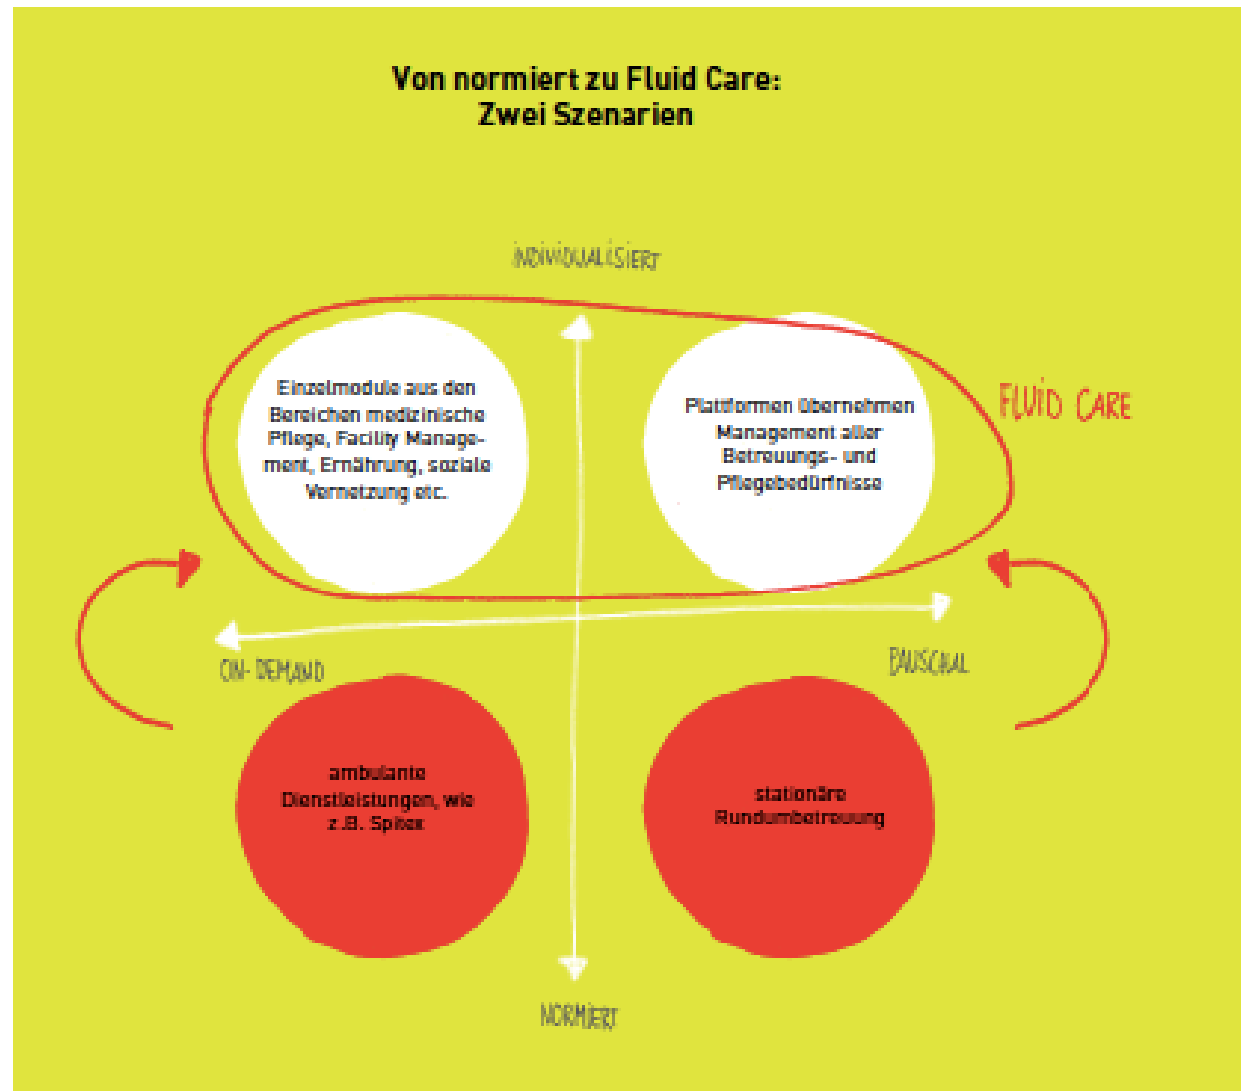 Von normiert zu Fluid Care:
Zwei Szenarien
INDIVIDUALISIERT
Einzelmodule aus den
Bereichen medizinische
Pflege, Facility Manage-
ment, Ernährung, soziale
Vernetzung etc.
Plattformen übernehmen
Management aller
Betreuungs- und
Pflegebedürfnisse
FLUID CARE
ON-DEMAND
PAUSCHAL
ambulante
Dienstleistungen, wie
z.B. Spitex
stationäre
Rundumbetreuung
NORMIERT